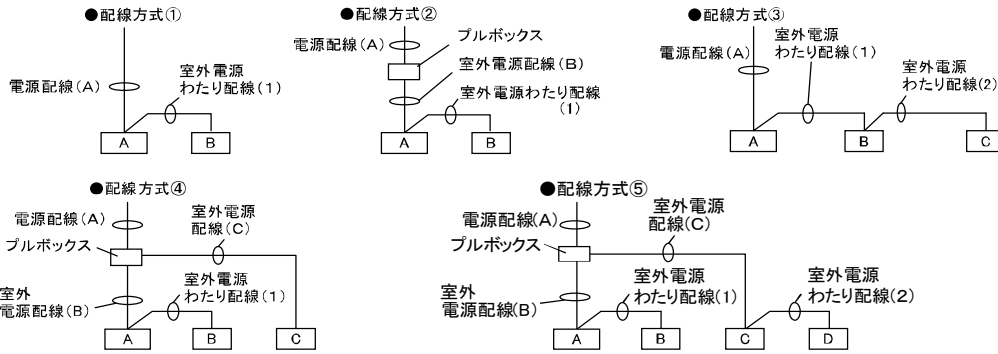 ●配線方式①
電源配線(A)
室外電源
わたり配線(1)
A
B
●配線方式②
電源配線(A)
プルボックス
室外電源配線(B)
室外電源わたり配線
(1)
A
B
●配線方式③
電源配線(A)
室外電源
わたり配線(1)
室外電源
わたり配線(2)
A
B
C
●配線方式④
電源配線(A)
プルボックス
室外電源
配線(C)
室外
電源配線(B)
室外電源
わたり配線(1)
A
B
C
●配線方式⑤
電源配線(A)
プルボックス
室外電源
配線(C)
室外
電源配線(B)
室外電源
わたり配線(1)
室外電源
わたり配線(2)
A
B
C
D